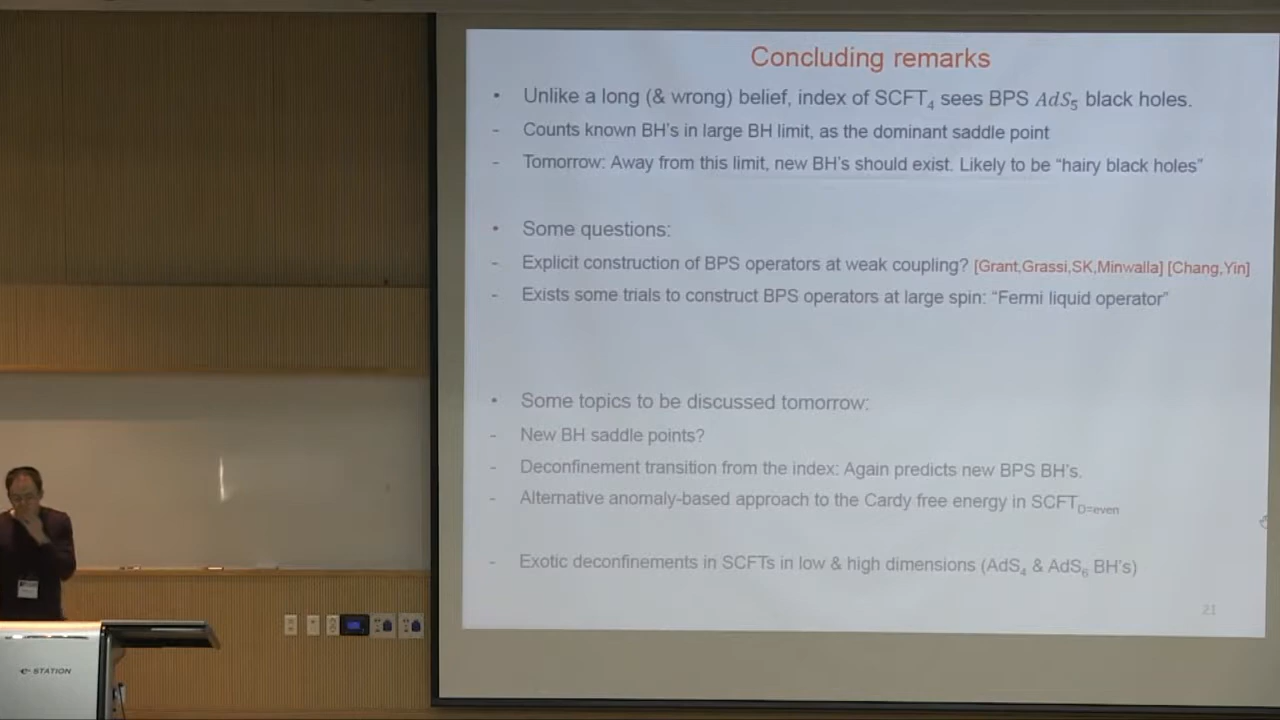 Concluding remarks
• Unlike a long (& wrong) belief, index of SCFT₄ sees BPS AdS₅ black holes.
- Counts known BH's in large BH limit, as the dominant saddle point
- Tomorrow: Away from this limit, new BH's should exist. Likely to be “hairy black holes”
• Some questions:
- Explicit construction of BPS operators at weak coupling? [Grant,Grassi,SK,Minwalla] [Chang,Yin]
- Exists some trials to construct BPS operators at large spin: “Fermi liquid operator”
• Some topics to be discussed tomorrow:
- New BH saddle points?
- Deconfinement transition from the index: Again predicts new BPS BH's.
- Alternative anomaly-based approach to the Cardy free energy in SCFT_D=even
- Exotic deconfinements in SCFTs in low & high dimensions (AdS₄ & AdS₆ BH's)
21
e-STATION